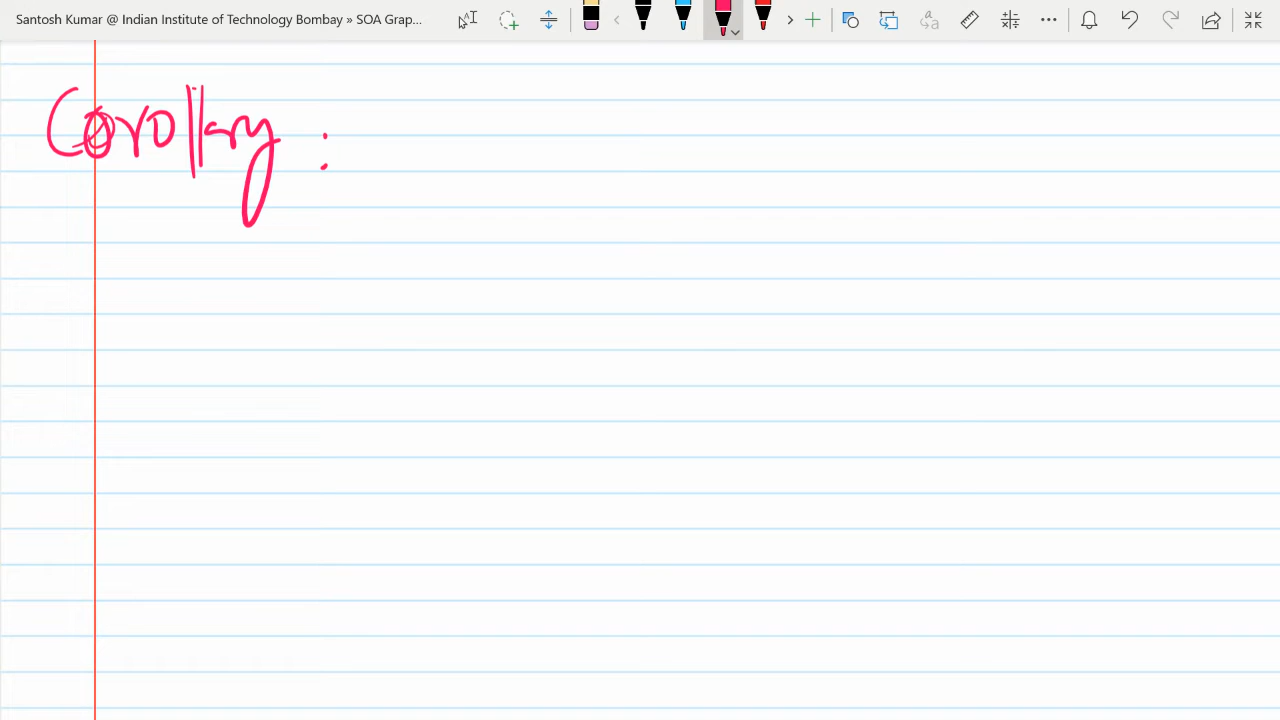 Santosh Kumar @ Indian Institute of Technology Bombay » SOA Grap...
Corollary :